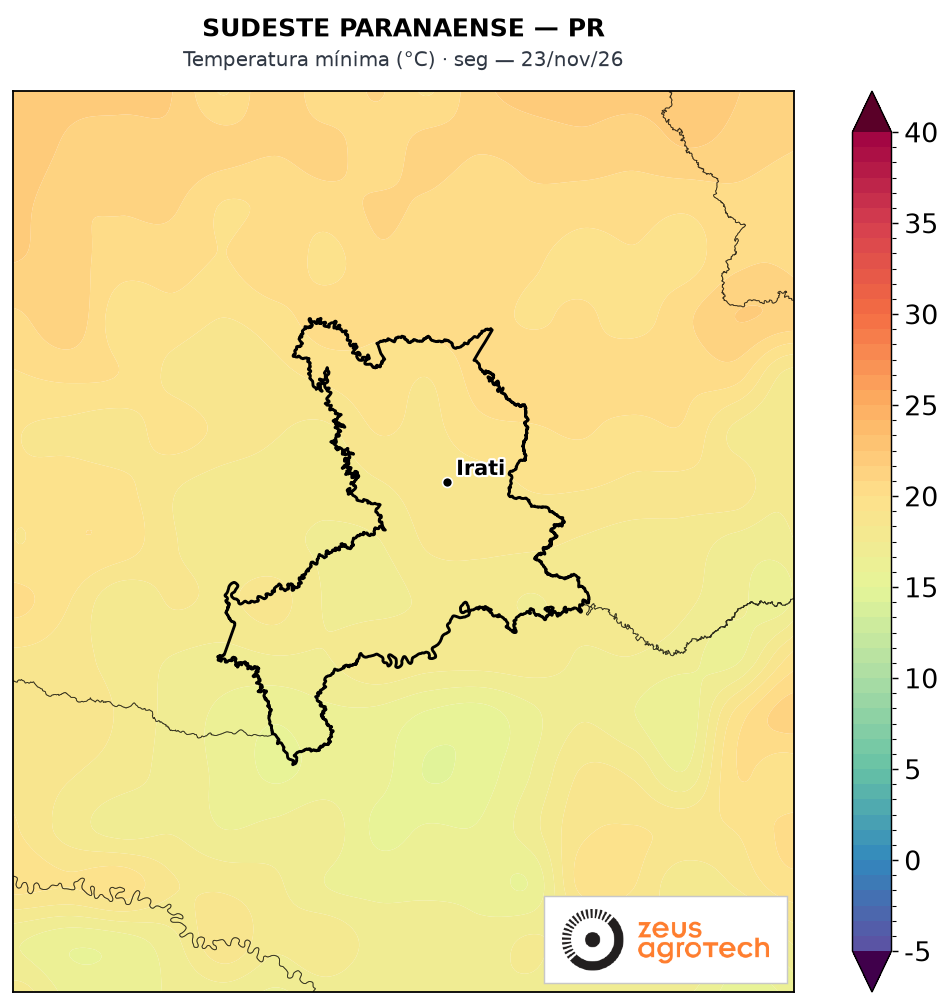 SUDESTE PARANAENSE — PR
Temperatura mínima (°C) · seg — 23/nov/26
40
35
30
25
20
15
10
5
0
-5
Irati
zeus
agrotech